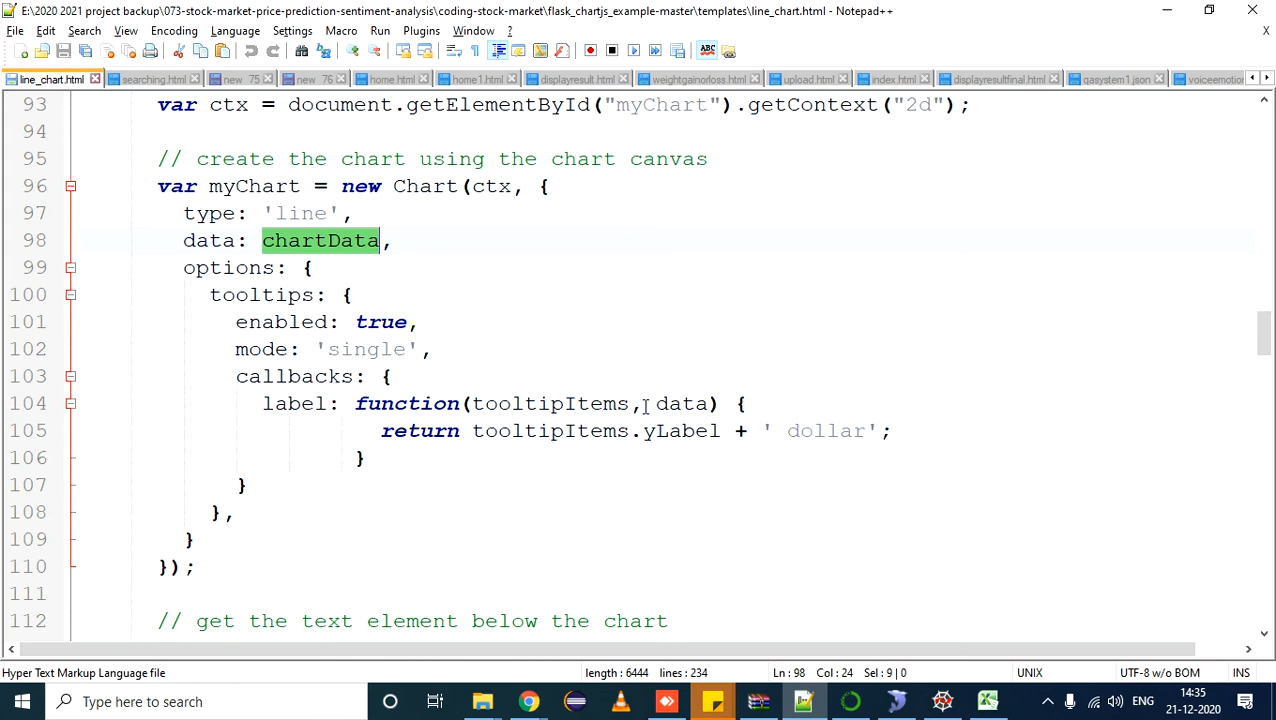 E:\2020 2021 project backup\073-stock-market-price-prediction-sentiment-analysis\coding-stock-market\flask_chartjs_example-master\templates\line_chart.html - Notepad++
File Edit Search View Encoding Language Settings Macro Run Plugins Window ? X
line_chart.html searching.html new 75 new 76 home.html home1.html displayresult.html weightgainorloss.html upload.html index.html displayresultfinal.html qasystem1.json voiceemotion
93 var ctx = document.getElementById("myChart").getContext("2d");
94
95 // create the chart using the chart canvas
96 var myChart = new Chart(ctx, {
97 type: 'line',
98 data: chartData,
99 options: {
100 tooltips: {
101 enabled: true,
102 mode: 'single',
103 callbacks: {
104 label: function(tooltipItems, data) {
105 return tooltipItems.yLabel + ' dollar';
106 }
107 }
108 },
109 }
110 });
111
112 // get the text element below the chart
Hyper Text Markup Language file length : 6444 lines : 234 Ln : 98 Col : 24 Sel : 9 | 0 UNIX UTF-8 w/o BOM INS
Type here to search ENG 14:35
21-12-2020